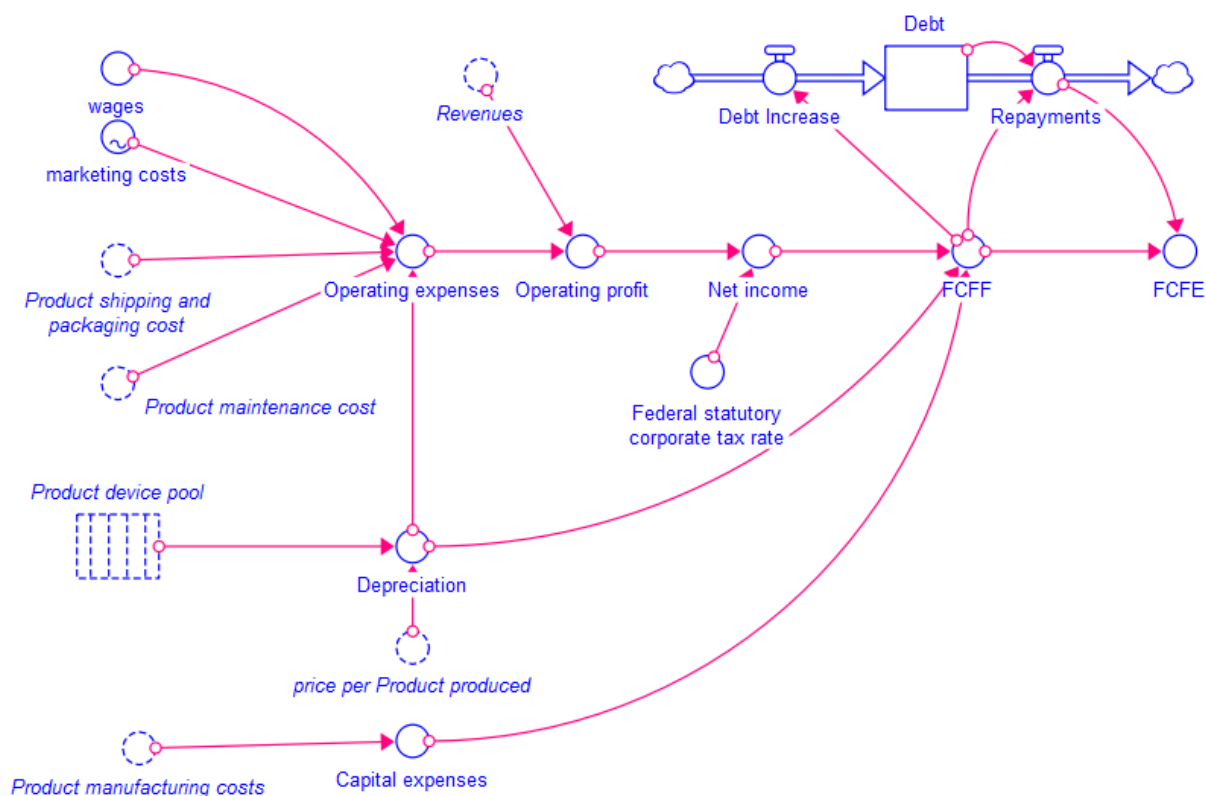 Debt
wages
Revenues
Debt Increase
Repayments
marketing costs
Product shipping and
packaging cost
Operating expenses
Operating profit
Net income
FCFF
FCFE
Product maintenance cost
Federal statutory
corporate tax rate
Product device pool
Depreciation
price per Product produced
Product manufacturing costs
Capital expenses